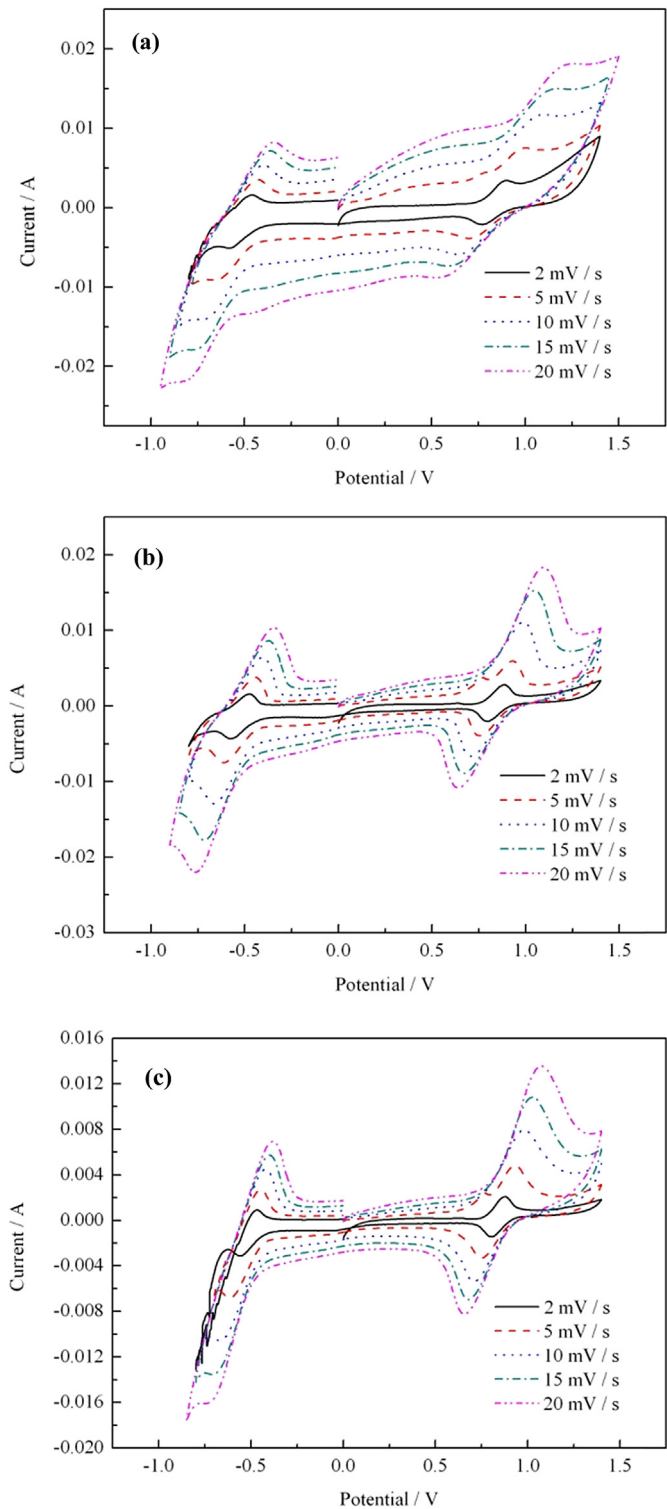 (a)
0.02
0.01
0.00
-0.01
-0.02
Current / A
2 mV / s
5 mV / s
10 mV / s
15 mV / s
20 mV / s
-1.0 -0.5 0.0 0.5 1.0 1.5
Potential / V
(b)
0.02
0.01
0.00
-0.01
-0.02
-0.03
Current / A
2 mV / s
5 mV / s
10 mV / s
15 mV / s
20 mV / s
-1.0 -0.5 0.0 0.5 1.0 1.5
Potential / V
(c)
0.016
0.012
0.008
0.004
0.000
-0.004
-0.008
-0.012
-0.016
-0.020
Current / A
2 mV / s
5 mV / s
10 mV / s
15 mV / s
20 mV / s
-1.0 -0.5 0.0 0.5 1.0 1.5
Potential / V